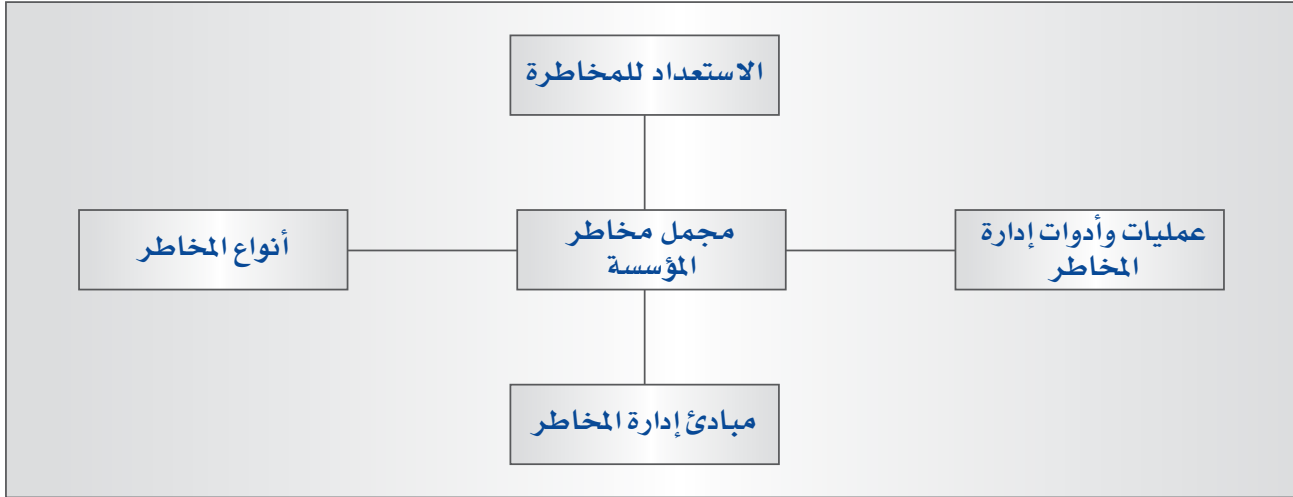 الاستعداد للمخاطرة
عمليات وأدوات إدارة
المخاطر
مجمل مخاطر
المؤسسة
أنواع المخاطر
مبادئ إدارة المخاطر